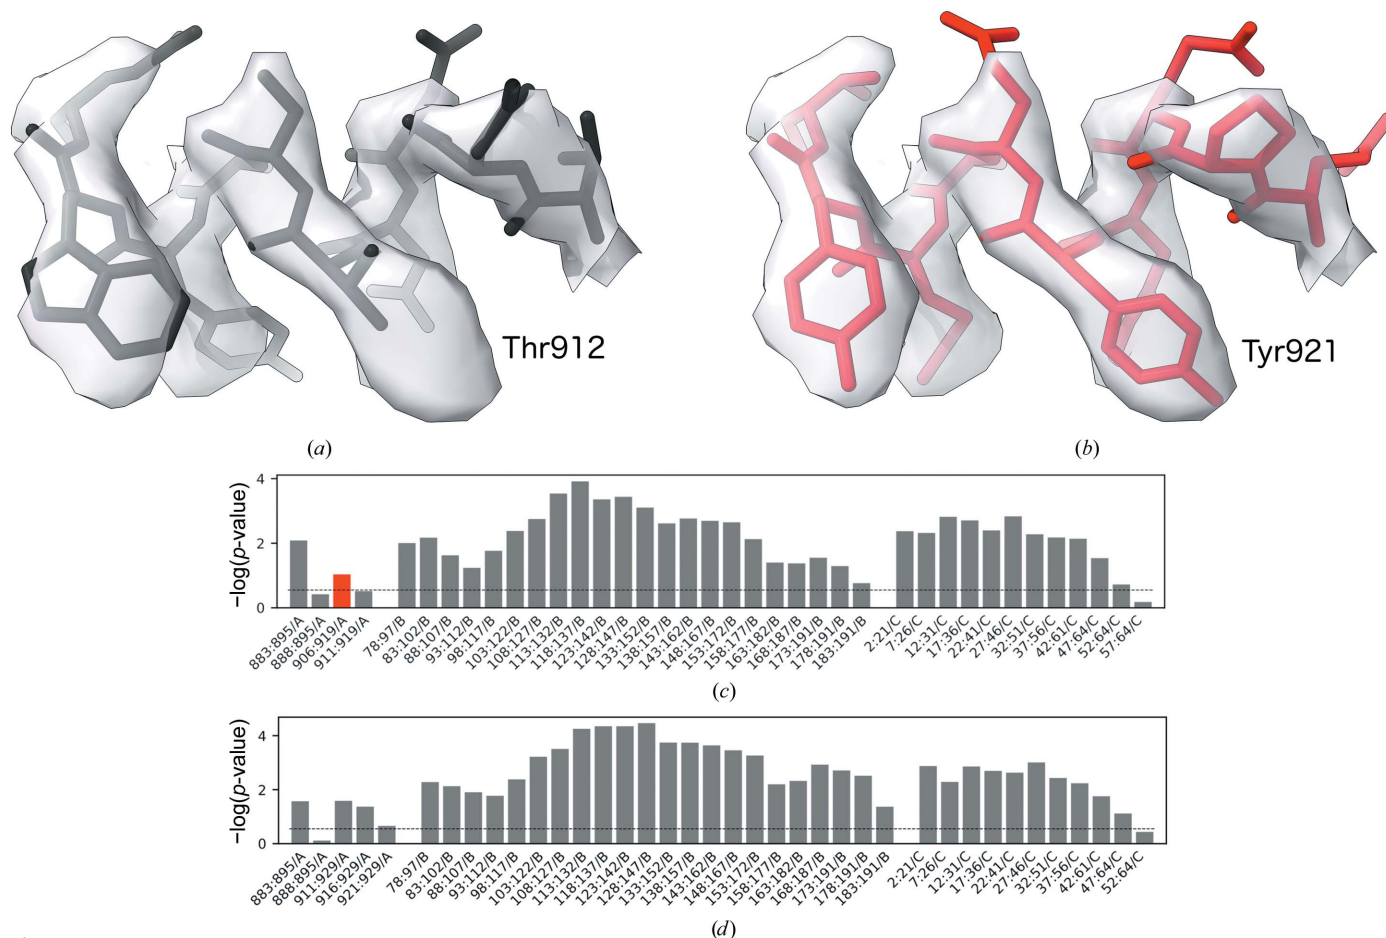 Thr912
Tyr921
(a)
(b)
−log(p-value)
4
2
0
883:895/A
888:895/A
906:919/A
911:919/A
78:97/B
83:102/B
88:107/B
93:112/B
98:117/B
103:122/B
108:127/B
113:132/B
118:137/B
123:142/B
128:147/B
133:152/B
138:157/B
143:162/B
148:167/B
153:172/B
158:177/B
163:182/B
168:187/B
173:191/B
178:191/B
183:191/B
2:21/C
7:26/C
12:31/C
17:36/C
22:41/C
27:46/C
32:51/C
37:56/C
42:61/C
47:64/C
52:64/C
57:64/C
(c)
−log(p-value)
4
2
0
883:895/A
888:895/A
911:929/A
916:929/A
921:929/A
78:97/B
83:102/B
88:107/B
93:112/B
98:117/B
103:122/B
108:127/B
113:132/B
118:137/B
123:142/B
128:147/B
133:152/B
138:157/B
143:162/B
148:167/B
153:172/B
158:177/B
163:182/B
168:187/B
173:191/B
178:191/B
183:191/B
2:21/C
7:26/C
12:31/C
17:36/C
22:41/C
27:46/C
32:51/C
37:56/C
42:61/C
47:64/C
52:64/C
(d)